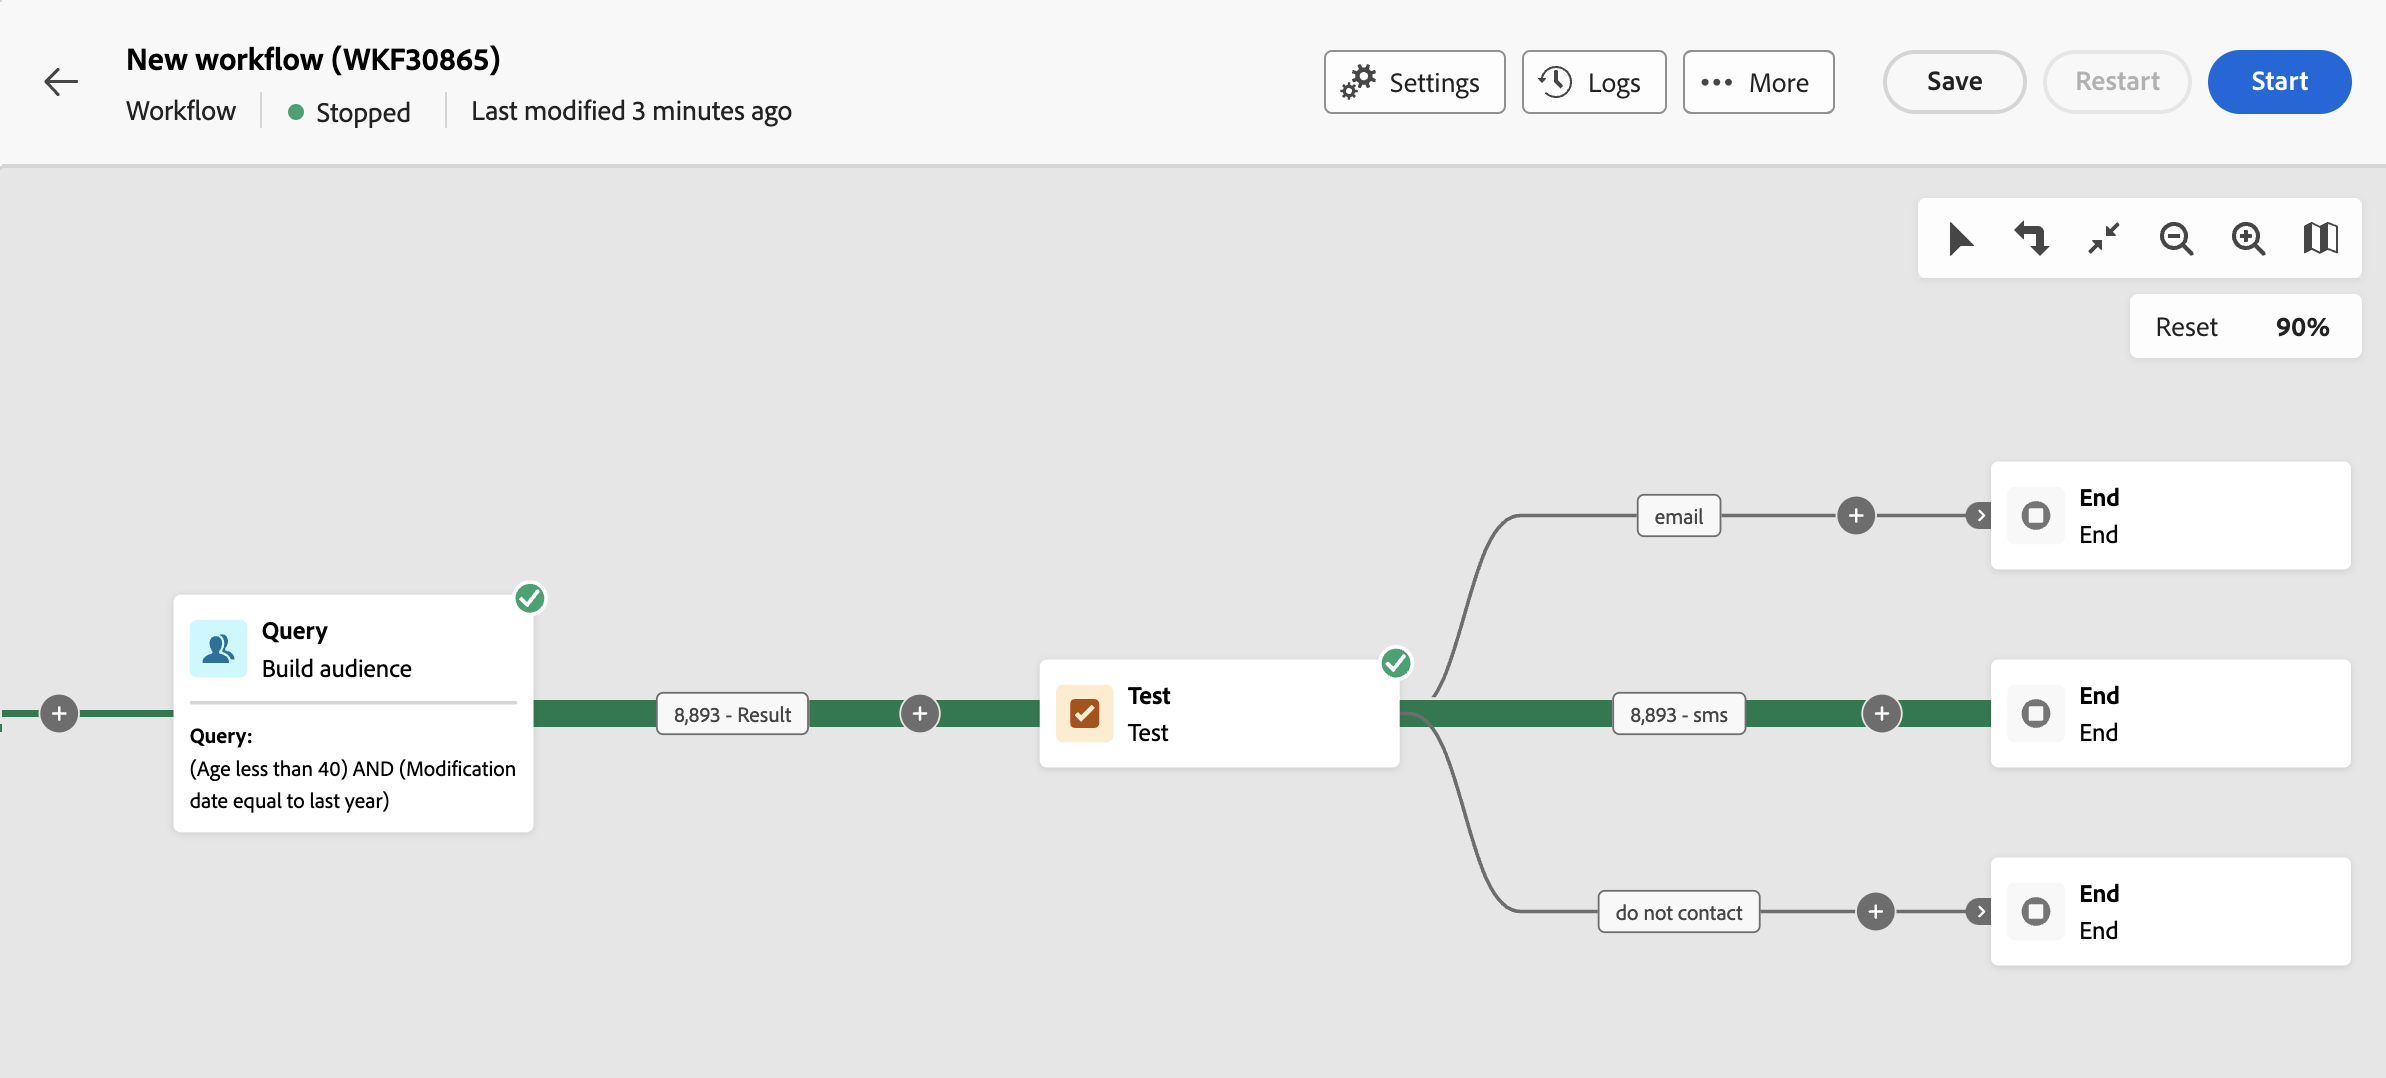 New workflow (WKF30865)
Workflow
Stopped
Last modified 3 minutes ago
Settings
Logs
More
Save
Restart
Start
Reset
90%
Query
Build audience
Query:
(Age less than 40) AND (Modification
date equal to last year)
8,893 - Result
Test
Test
email
End
End
8,893 - sms
End
End
do not contact
End
End